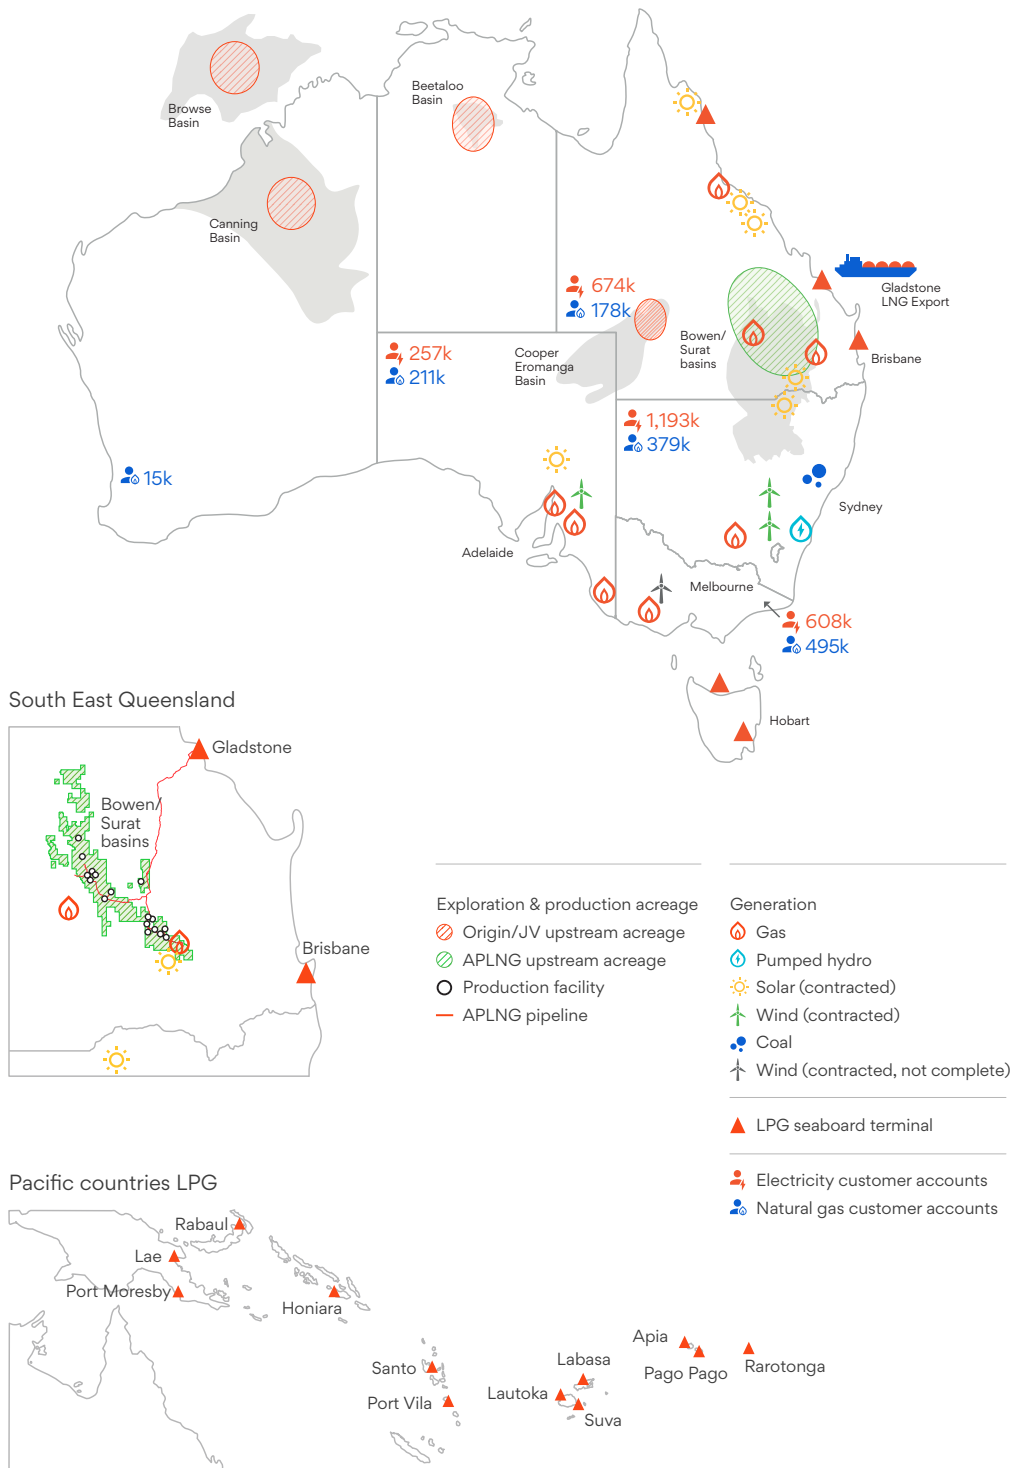 Browse
Basin
Beetaloo
Basin
Canning
Basin
674k
178k
Gladstone
LNG Export
257k
211k
Cooper
Eromanga
Basin
Bowen/
Surat
basins
Brisbane
1,193k
379k
15k
Sydney
Adelaide
Melbourne
608k
495k
Hobart
South East Queensland
Gladstone
Bowen/
Surat
basins
Brisbane
Exploration & production acreage
Origin/JV upstream acreage
APLNG upstream acreage
Production facility
APLNG pipeline
Generation
Gas
Pumped hydro
Solar (contracted)
Wind (contracted)
Coal
Wind (contracted, not complete)
LPG seaboard terminal
Electricity customer accounts
Natural gas customer accounts
Pacific countries LPG
Rabaul
Lae
Port Moresby
Honiara
Santo
Port Vila
Lautoka
Labasa
Suva
Apia
Pago Pago
Rarotonga